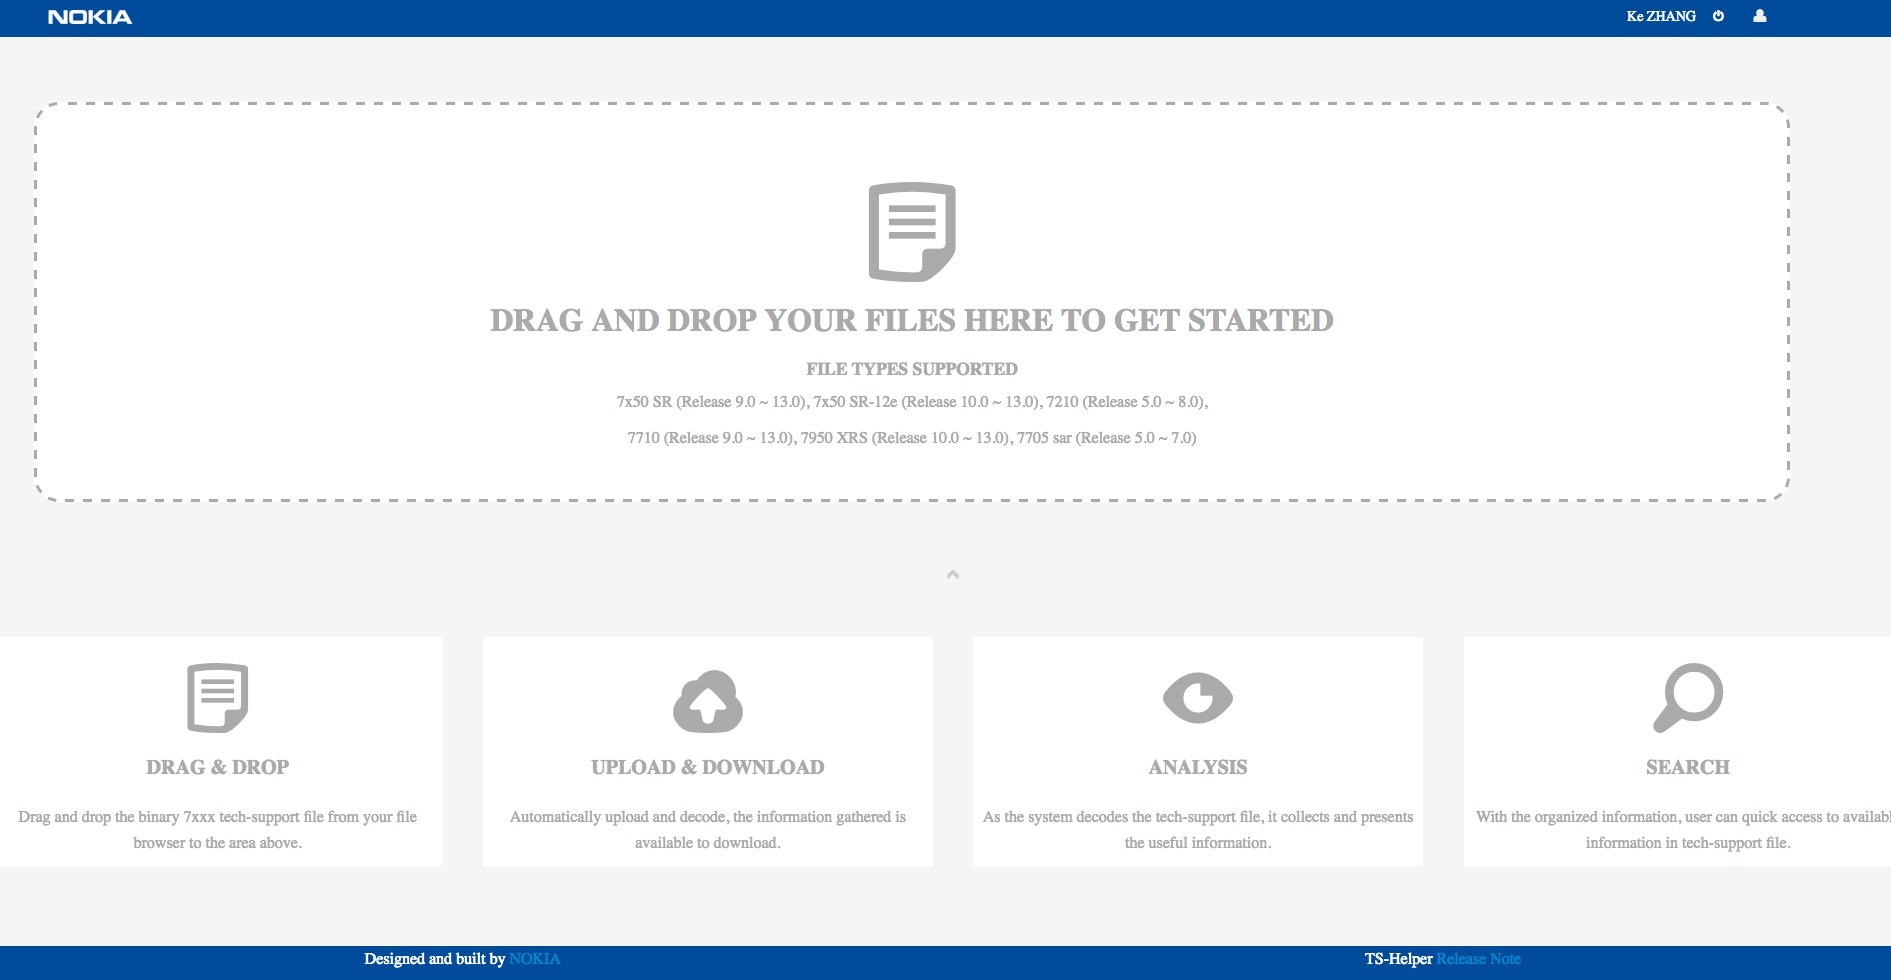 NOKIA
Ke ZHANG
DRAG AND DROP YOUR FILES HERE TO GET STARTED
FILE TYPES SUPPORTED
7x50 SR (Release 9.0 ~ 13.0), 7x50 SR-12e (Release 10.0 ~ 13.0), 7210 (Release 5.0 ~ 8.0),
7710 (Release 9.0 ~ 13.0), 7950 XRS (Release 10.0 ~ 13.0), 7705 sar (Release 5.0 ~ 7.0)
DRAG & DROP
Drag and drop the binary 7xxx tech-support file from your file
browser to the area above.
UPLOAD & DOWNLOAD
Automatically upload and decode, the information gathered is
available to download.
ANALYSIS
As the system decodes the tech-support file, it collects and presents
the useful information.
SEARCH
With the organized information, user can quick access to availabl
information in tech-support file.
Designed and built by NOKIA
TS-Helper Release Note